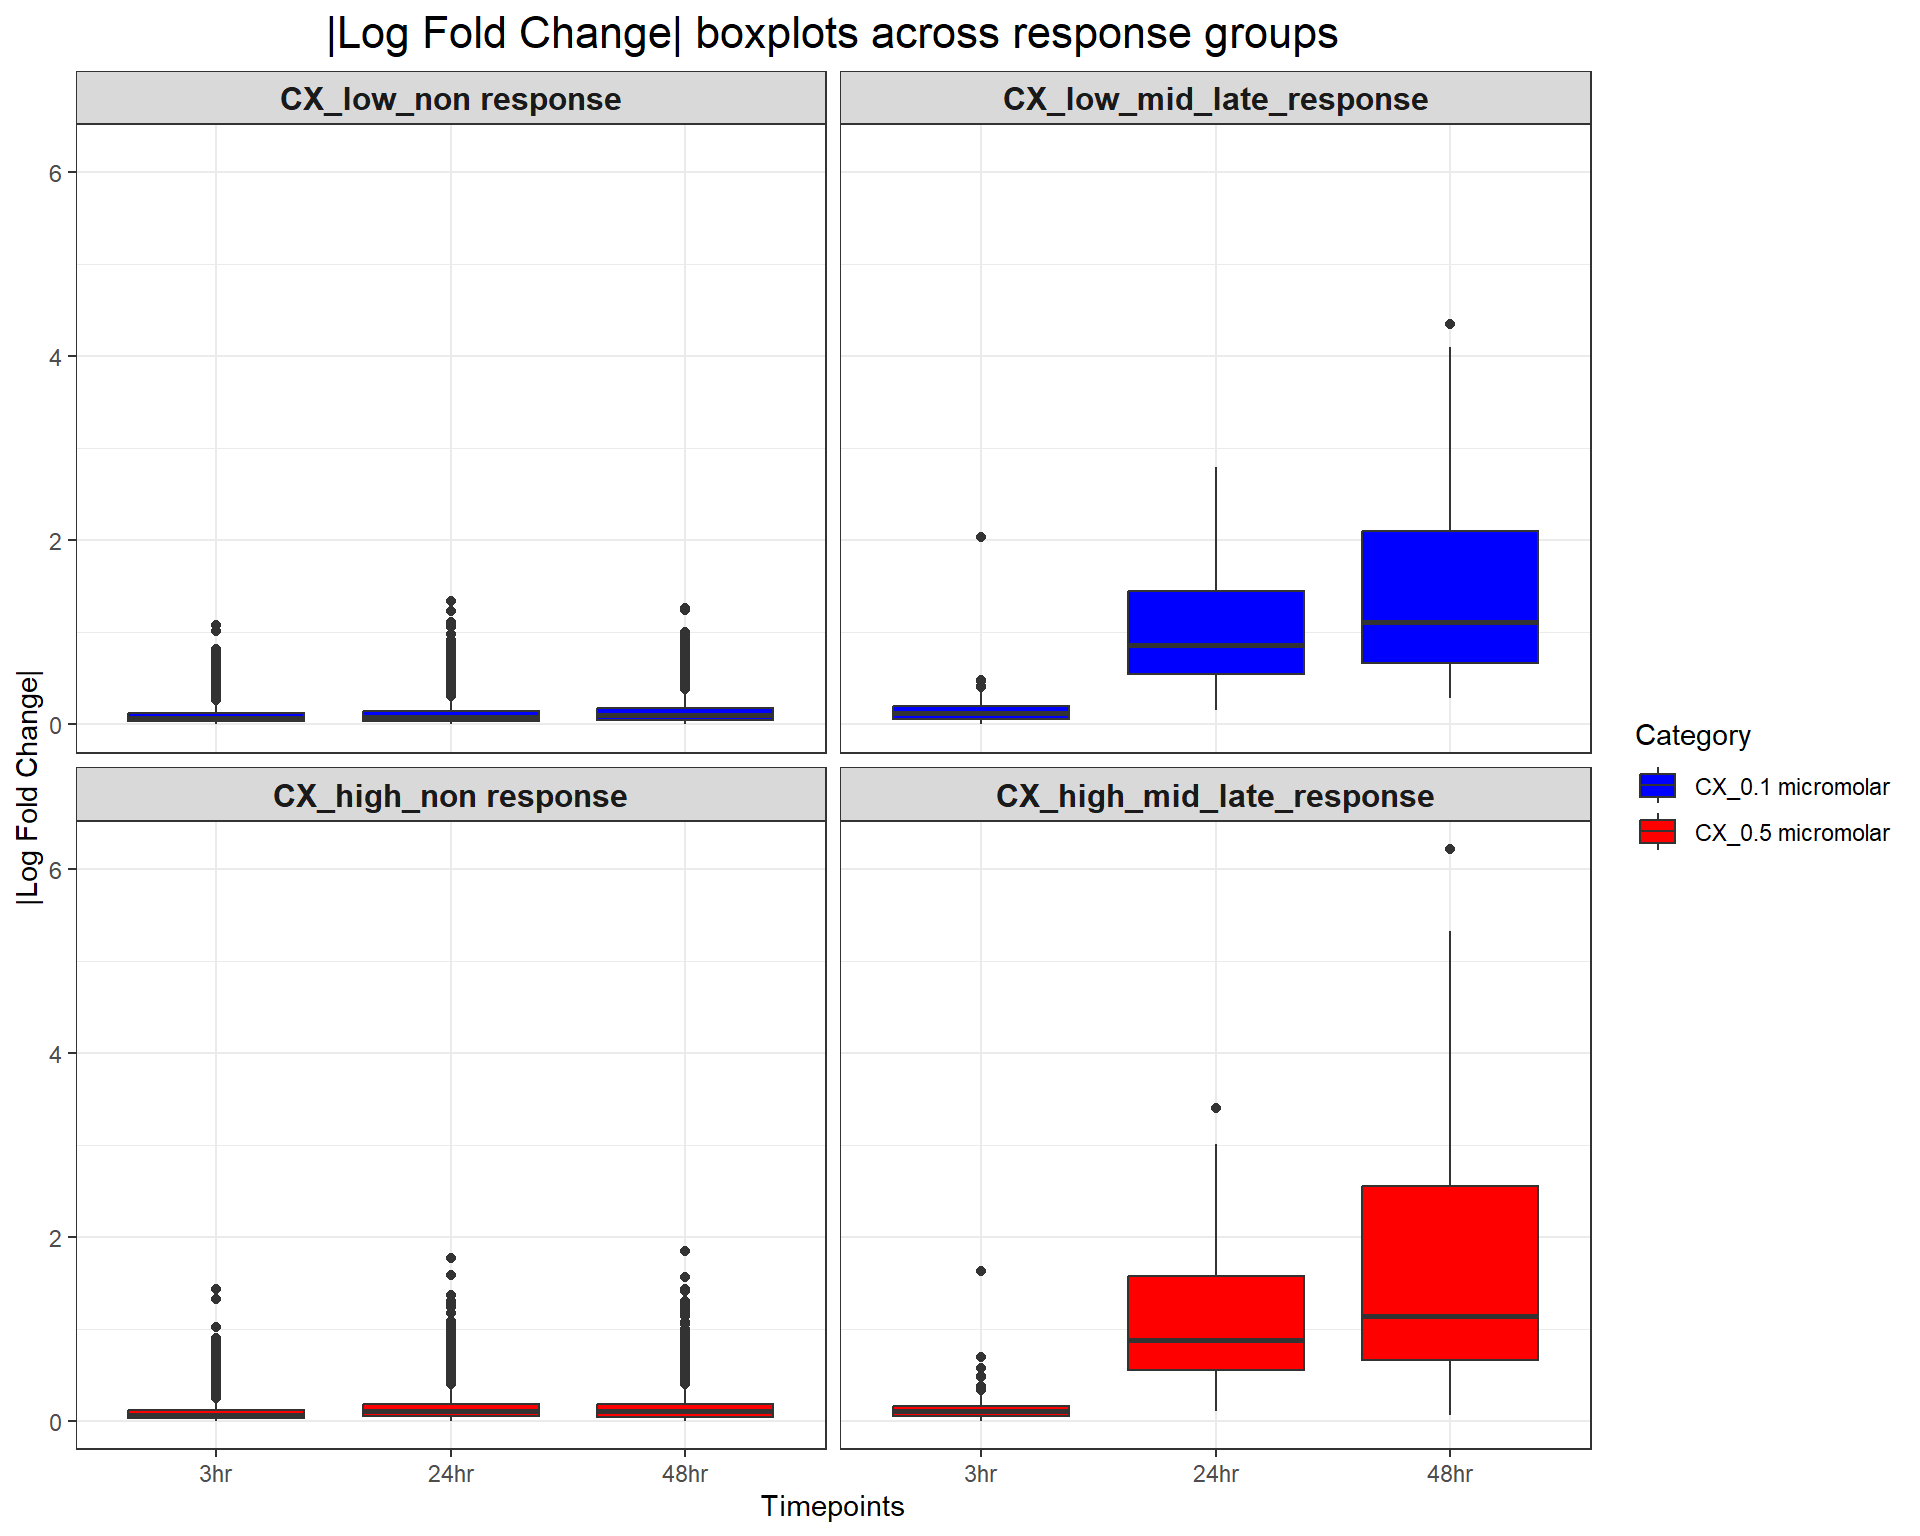 |Log Fold Change| boxplots across response groups
CX_low_non response
CX_low_mid_late_response
6
4
2
0
CX_high_non response
CX_high_mid_late_response
6
4
2
0
|Log Fold Change|
3hr
24hr
48hr
3hr
24hr
48hr
Timepoints
Category
CX_0.1 micromolar
CX_0.5 micromolar